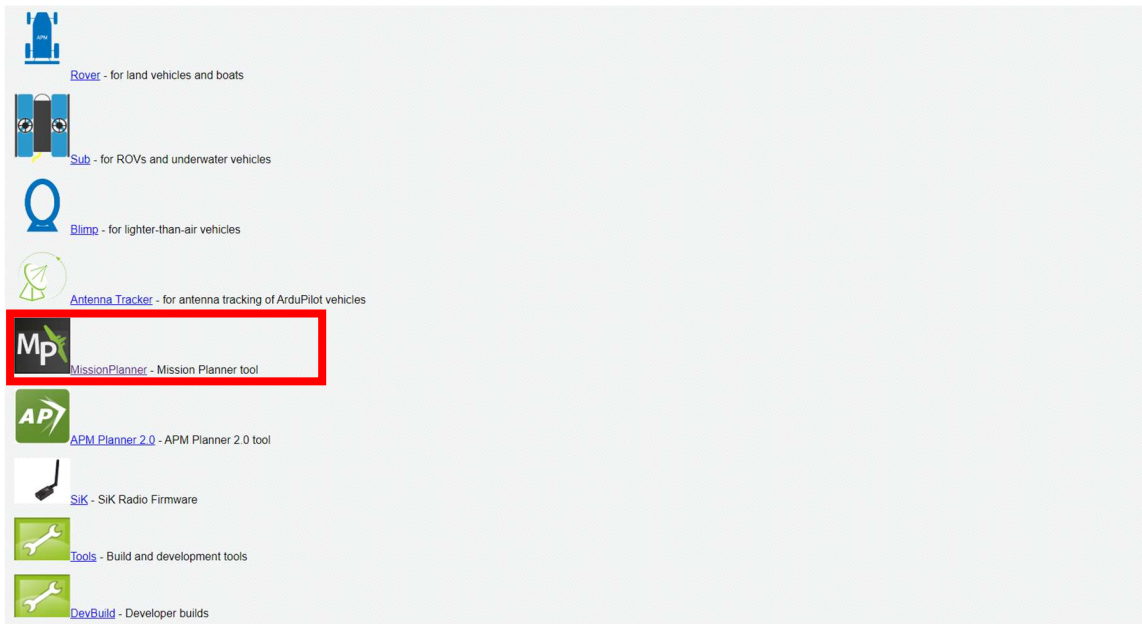 APM
Rover - for land vehicles and boats
Sub - for ROVs and underwater vehicles
Blimp - for lighter-than-air vehicles
Antenna Tracker - for antenna tracking of ArduPilot vehicles
MP
MissionPlanner - Mission Planner tool
AP
APM Planner 2.0 - APM Planner 2.0 tool
SiK - SiK Radio Firmware
Tools - Build and development tools
DevBuild - Developer builds